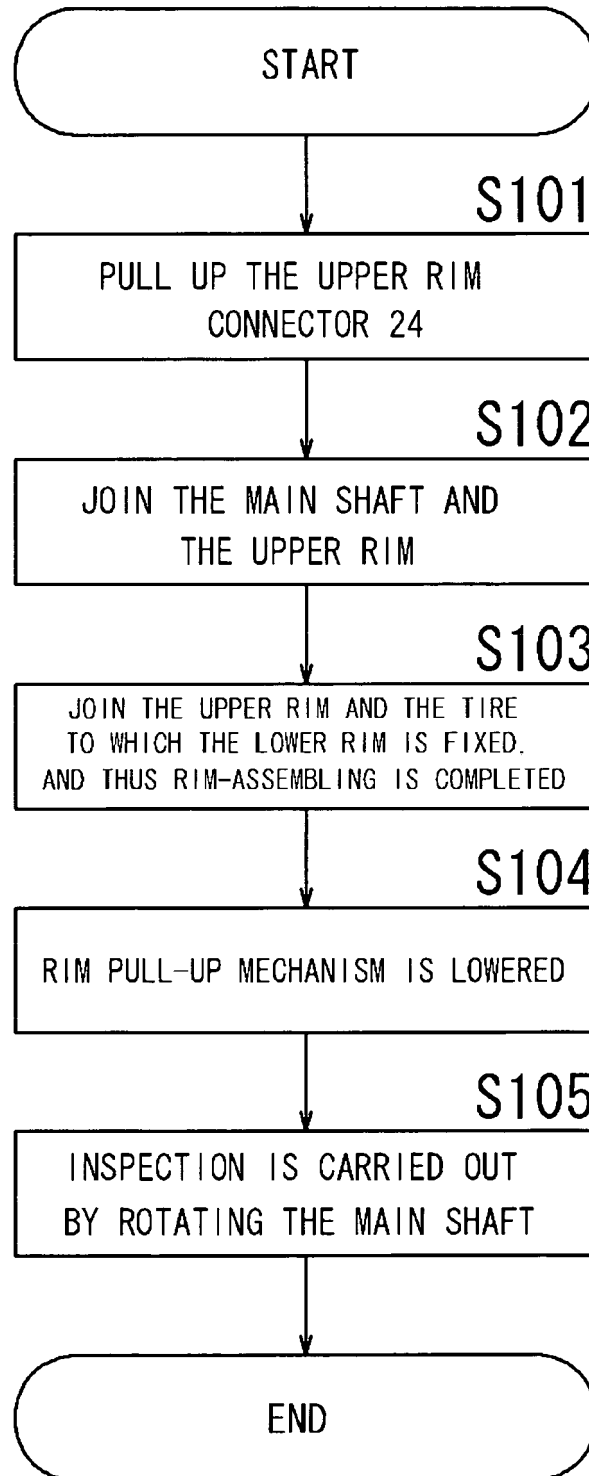 START
S101
PULL UP THE UPPER RIM
CONNECTOR 24
S102
JOIN THE MAIN SHAFT AND
THE UPPER RIM
S103
JOIN THE UPPER RIM AND THE TIRE
TO WHICH THE LOWER RIM IS FIXED.
AND THUS RIM-ASSEMBLING IS COMPLETED
S104
RIM PULL-UP MECHANISM IS LOWERED
S105
INSPECTION IS CARRIED OUT
BY ROTATING THE MAIN SHAFT
END